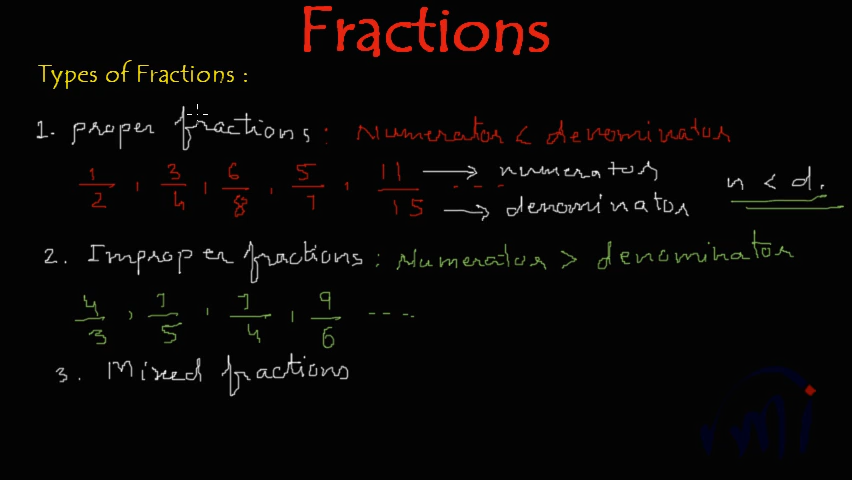 Fractions
Types of Fractions :
1. Proper fractions : Numerator < denominator
1/2 , 3/4 , 6/8 , 5/7 , 11/15 .... → numerator → denominator n < d.
2. Improper fractions : Numerator > denominator
4/3 , 7/5 , 7/4 , 9/6 ----
3. Mixed fractions
vmi